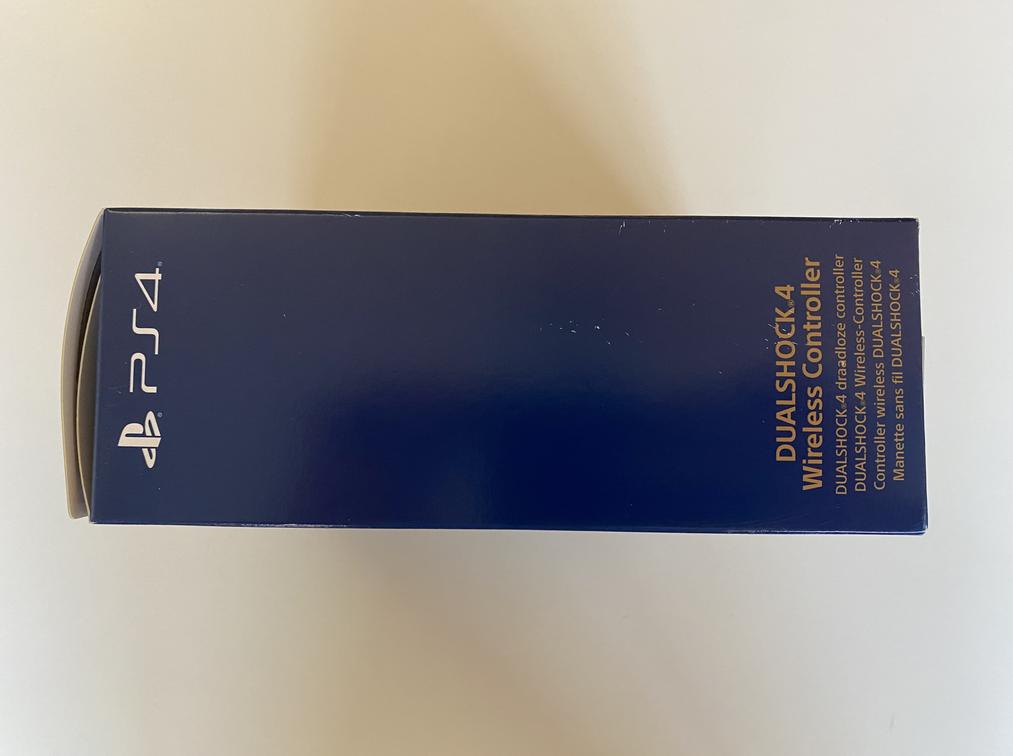 PS4
DUALSHOCK®4
Wireless Controller
DUALSHOCK®4 draadloze controller
DUALSHOCK®4 Wireless-Controller
Controller wireless DUALSHOCK®4
Manette sans fil DUALSHOCK®4